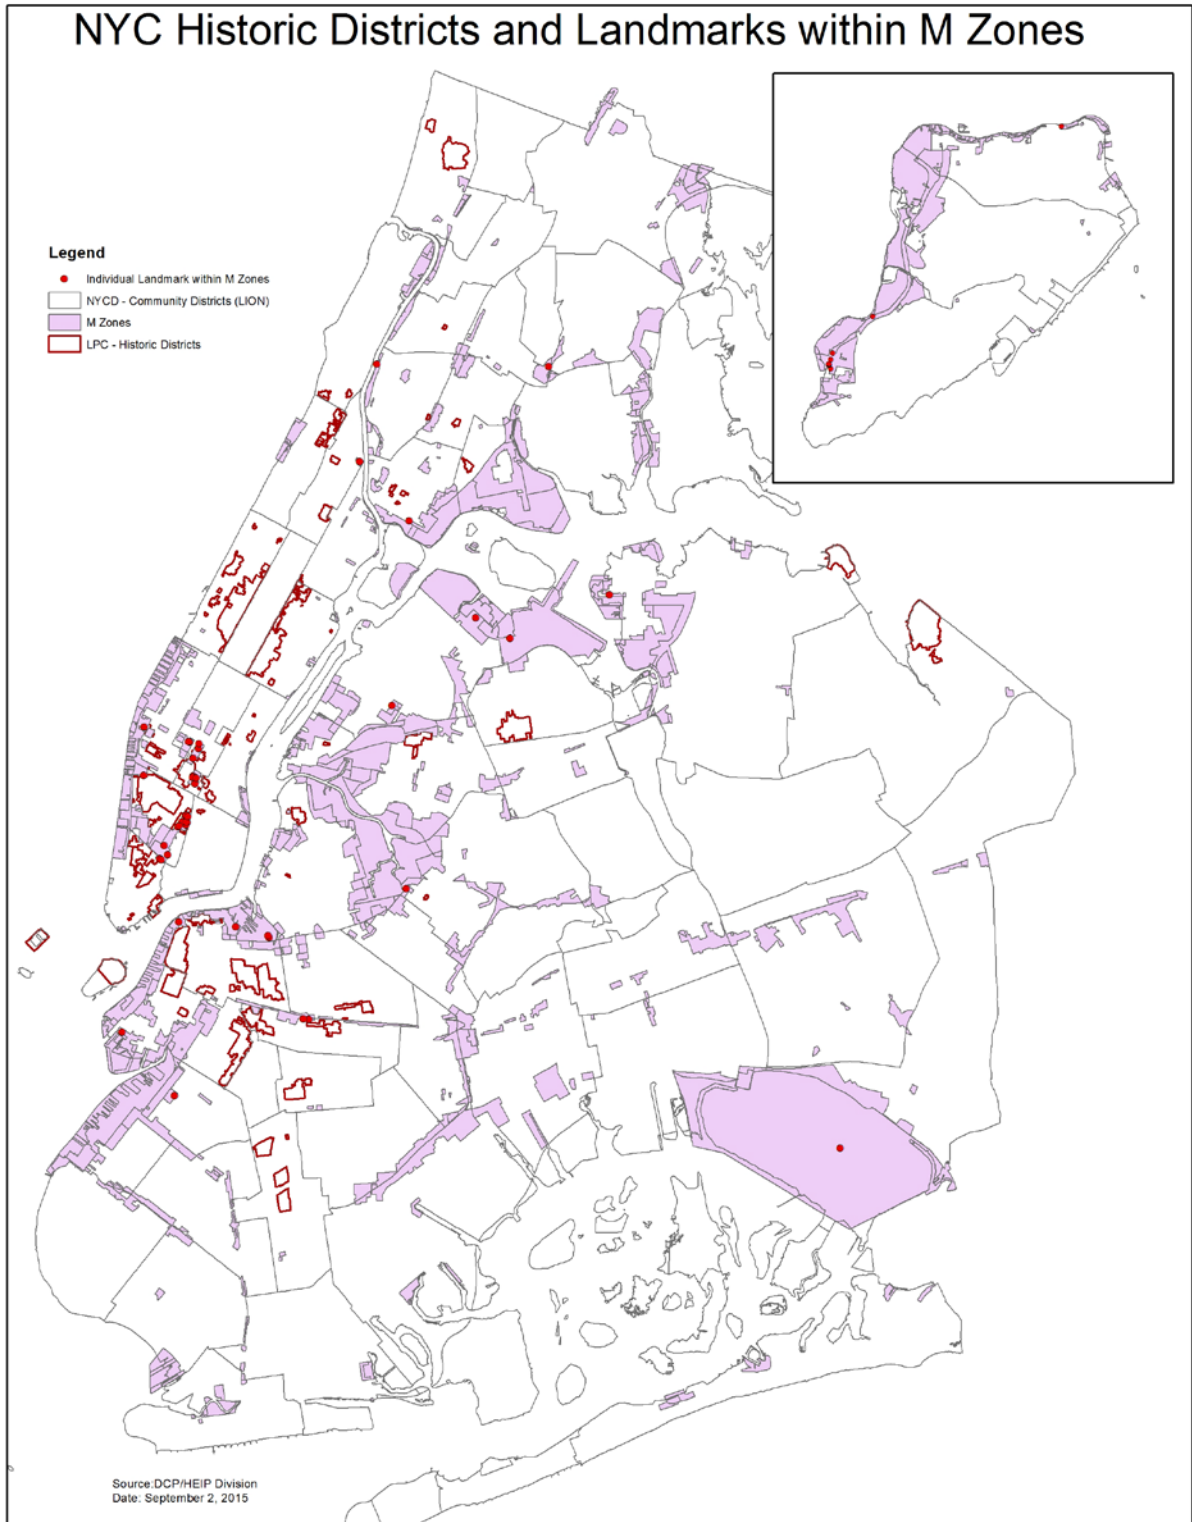 NYC Historic Districts and Landmarks within M Zones
Legend
Individual Landmark within M Zones
NYCD - Community Districts (LION)
M Zones
LPC - Historic Districts
Source:DCP/HEIP Division
Date: September 2, 2015